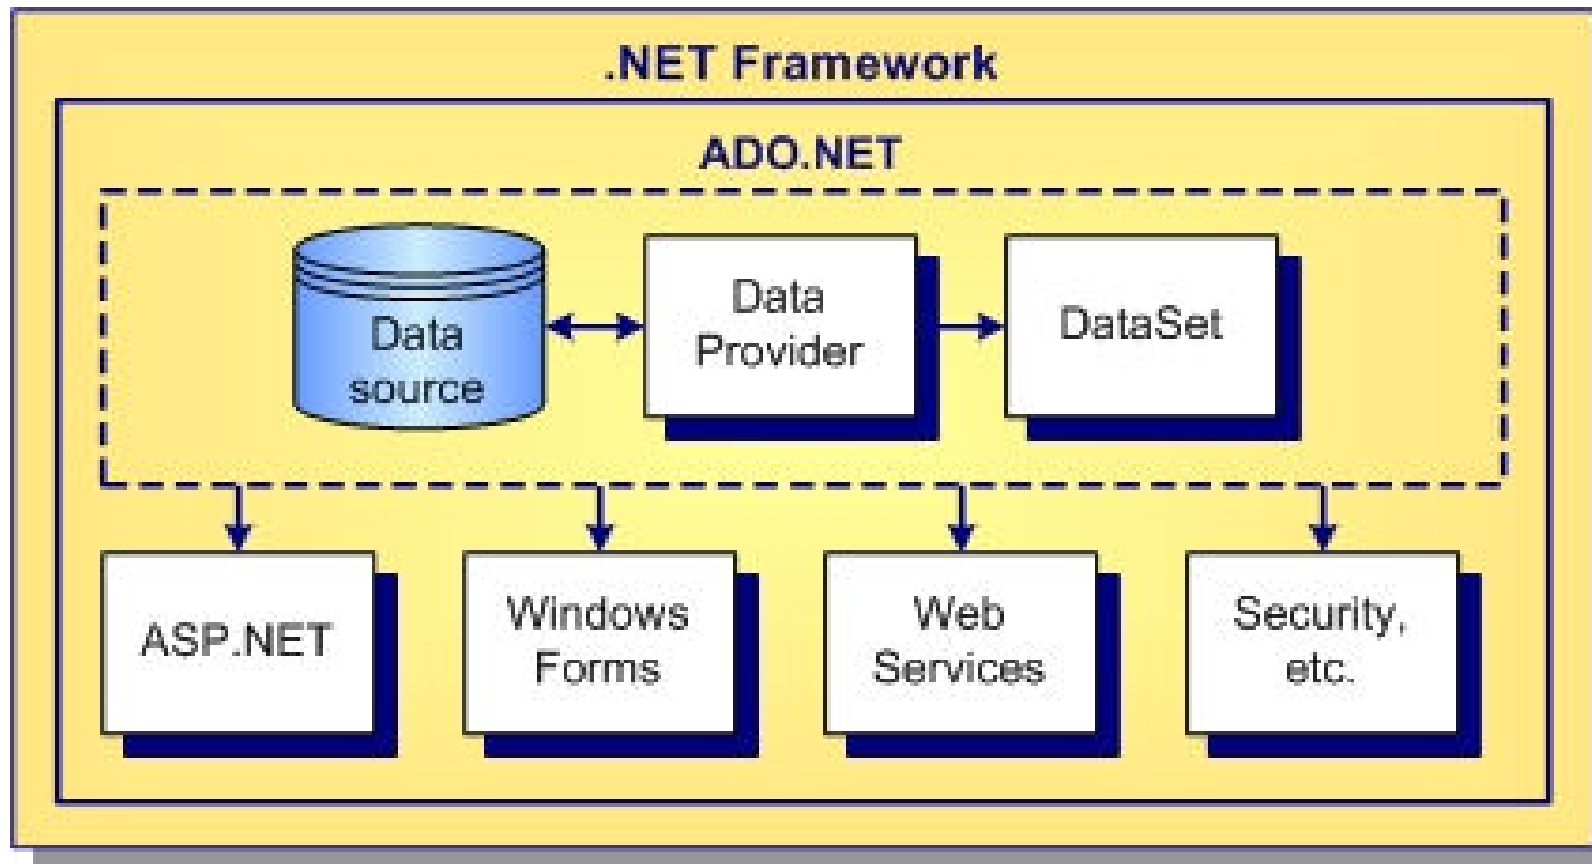 .NET Framework
ADO.NET
Data
source
Data
Provider
DataSet
ASP.NET
Windows
Forms
Web
Services
Security,
etc.